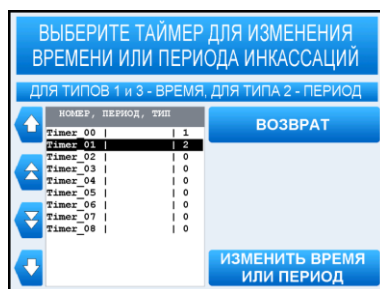 ВЫБЕРИТЕ ТАЙМЕР ДЛЯ ИЗМЕНЕНИЯ
ВРЕМЕНИ ИЛИ ПЕРИОДА ИНКАССАЦИЙ
ДЛЯ ТИПОВ 1 и 3 - ВРЕМЯ, ДЛЯ ТИПА 2 - ПЕРИОД
НОМЕР, ПЕРИОД, ТИП
Timer_00 | | 1
Timer_01 | | 2
Timer_02 | | 0
Timer_03 | | 0
Timer_04 | | 0
Timer_05 | | 0
Timer_06 | | 0
Timer_07 | | 0
Timer_08 | | 0
ВОЗВРАТ
ИЗМЕНИТЬ ВРЕМЯ
ИЛИ ПЕРИОД